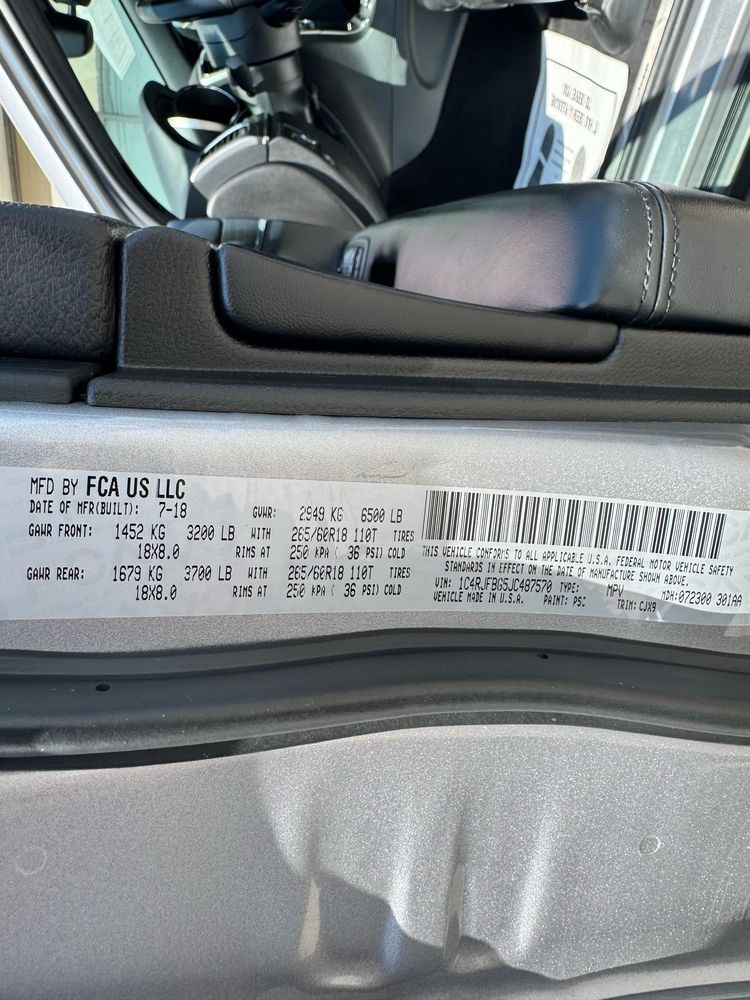 MFD BY FCA US LLC
DATE OF MFR(BUILT): 7-18 GVWR: 2949 KG 6500 LB
GAWR FRONT: 1452 KG 3200 LB WITH 265/60R18 110T TIRES
18X8.0 RIMS AT 250 KPA ( 36 PSI) COLD
GAWR REAR: 1679 KG 3700 LB WITH 265/60R18 110T TIRES
18X8.0 RIMS AT 250 KPA ( 36 PSI) COLD
THIS VEHICLE CONFORMS TO ALL APPLICABLE U.S.A. FEDERAL MOTOR VEHICLE SAFETY
STANDARDS IN EFFECT ON THE DATE OF MANUFACTURE SHOWN ABOVE.
VIN: 1C4RJFBG5JC487570 TYPE: MPV MDH:072300 301AA
VEHICLE MADE IN U.S.A. PAINT: PSC TRIM: CJX9